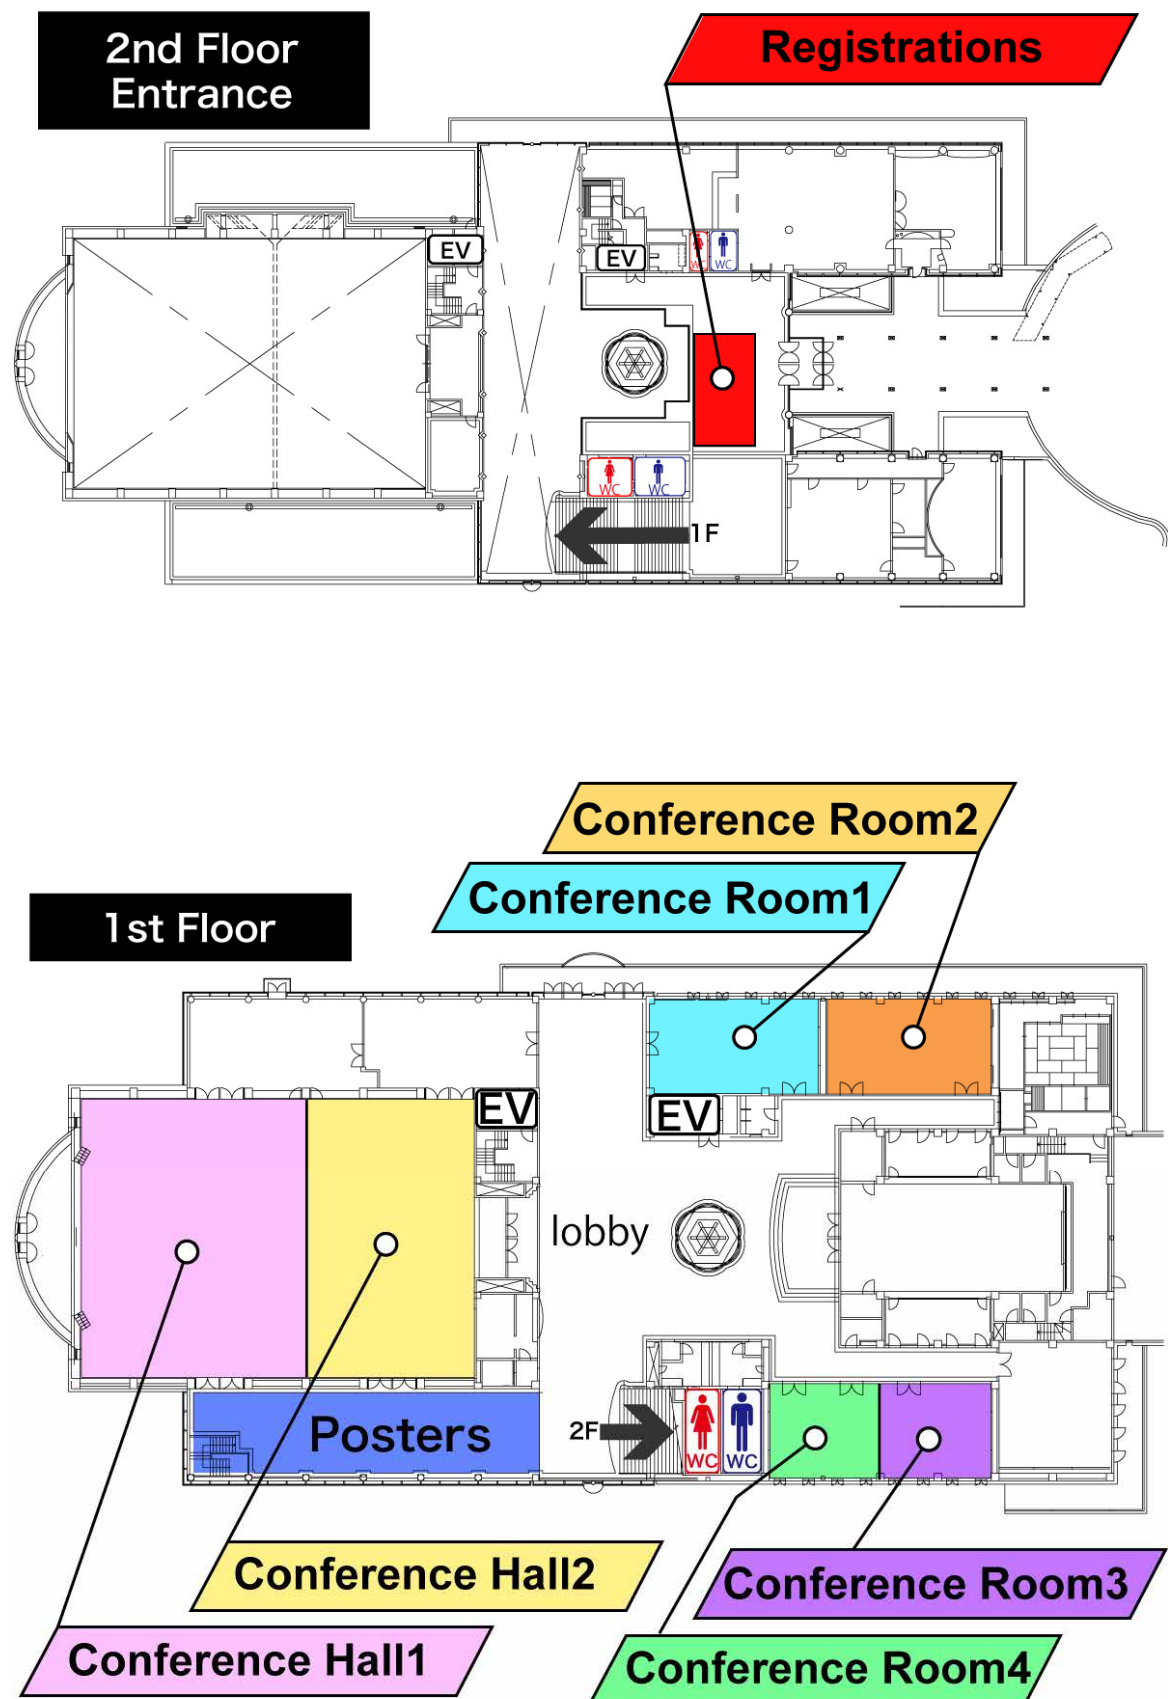 2nd Floor
Entrance
Registrations
EV
EV
WC
WC
WC
WC
1F
Conference Room2
Conference Room1
1st Floor
EV
EV
lobby
Posters
2F
WC
WC
Conference Hall2
Conference Room3
Conference Hall1
Conference Room4